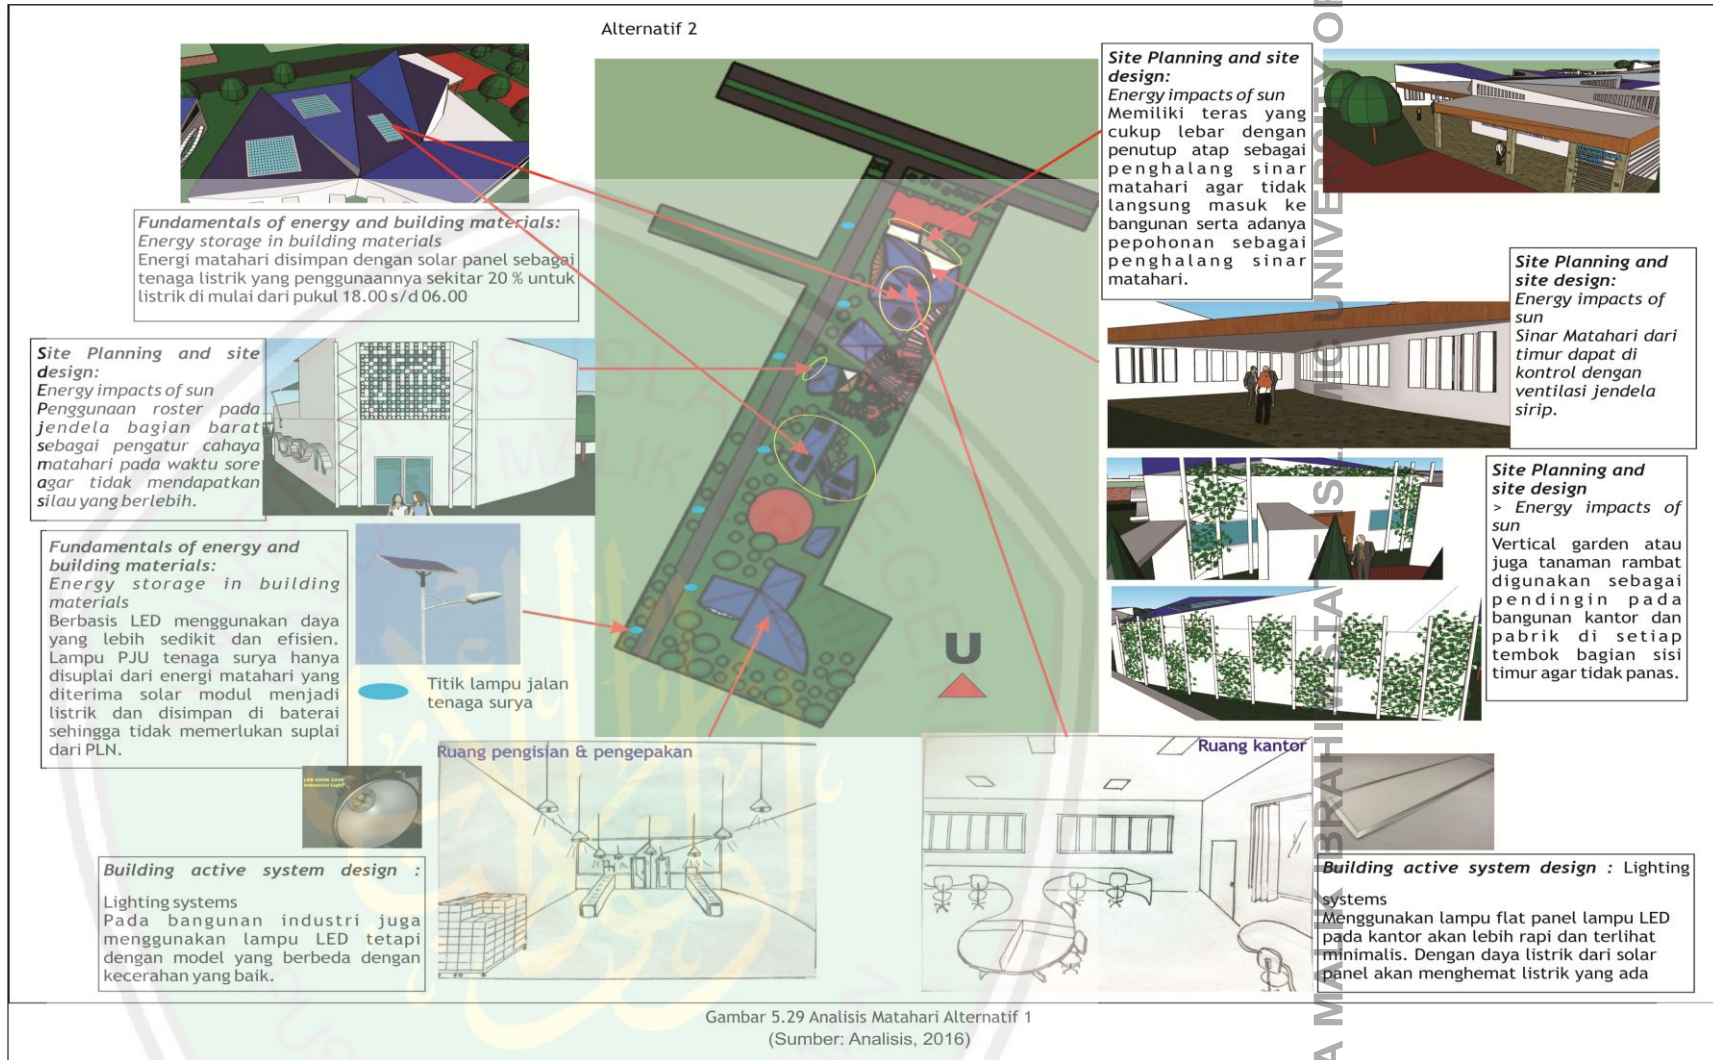 Alternatif 2
Fundamentals of energy and building materials:
Energy storage in building materials
Energi matahari disimpan dengan solar panel sebagai
tenaga listrik yang penggunaannya sekitar 20 % untuk
listrik di mulai dari pukul 18.00 s/d 06.00
Site Planning and site
design:
Energy impacts of sun
Penggunaan roster pada
jendela bagian barat
sebagai pengatur cahaya
matahari pada waktu sore
agar tidak mendapatkan
silau yang berlebih.
Fundamentals of energy and
building materials:
Energy storage in building
materials
Berbasis LED menggunakan daya
yang lebih sedikit dan efisien.
Lampu PJU tenaga surya hanya
disuplai dari energi matahari yang
diterima solar modul menjadi
listrik dan disimpan di baterai
sehingga tidak memerlukan suplai
dari PLN.
Titik lampu jalan
tenaga surya
Building active system design :
Lighting systems
Pada bangunan industri juga
menggunakan lampu LED tetapi
dengan model yang berbeda dengan
kecerahan yang baik.
Ruang pengisian & pengepakan
U
Ruang kantor
Site Planning and site
design:
Energy impacts of sun
Memiliki teras yang
cukup lebar dengan
penutup atap sebagai
penghalang sinar
matahari agar tidak
langsung masuk ke
bangunan serta adanya
pepohonan sebagai
penghalang sinar
matahari.
Site Planning and
site design:
Energy impacts of
sun
Sinar Matahari dari
timur dapat di
kontrol dengan
ventilasi jendela
sirip.
Site Planning and
site design
> Energy impacts of
sun
Vertical garden atau
juga tanaman rambat
digunakan sebagai
pendingin pada
bangunan kantor dan
pabrik di setiap
tembok bagian sisi
timur agar tidak panas.
Building active system design : Lighting
systems
Menggunakan lampu flat panel lampu LED
pada kantor akan lebih rapi dan terlihat
minimalis. Dengan daya listrik dari solar
panel akan menghemat listrik yang ada
Gambar 5.29 Analisis Matahari Alternatif 1
(Sumber: Analisis, 2016)